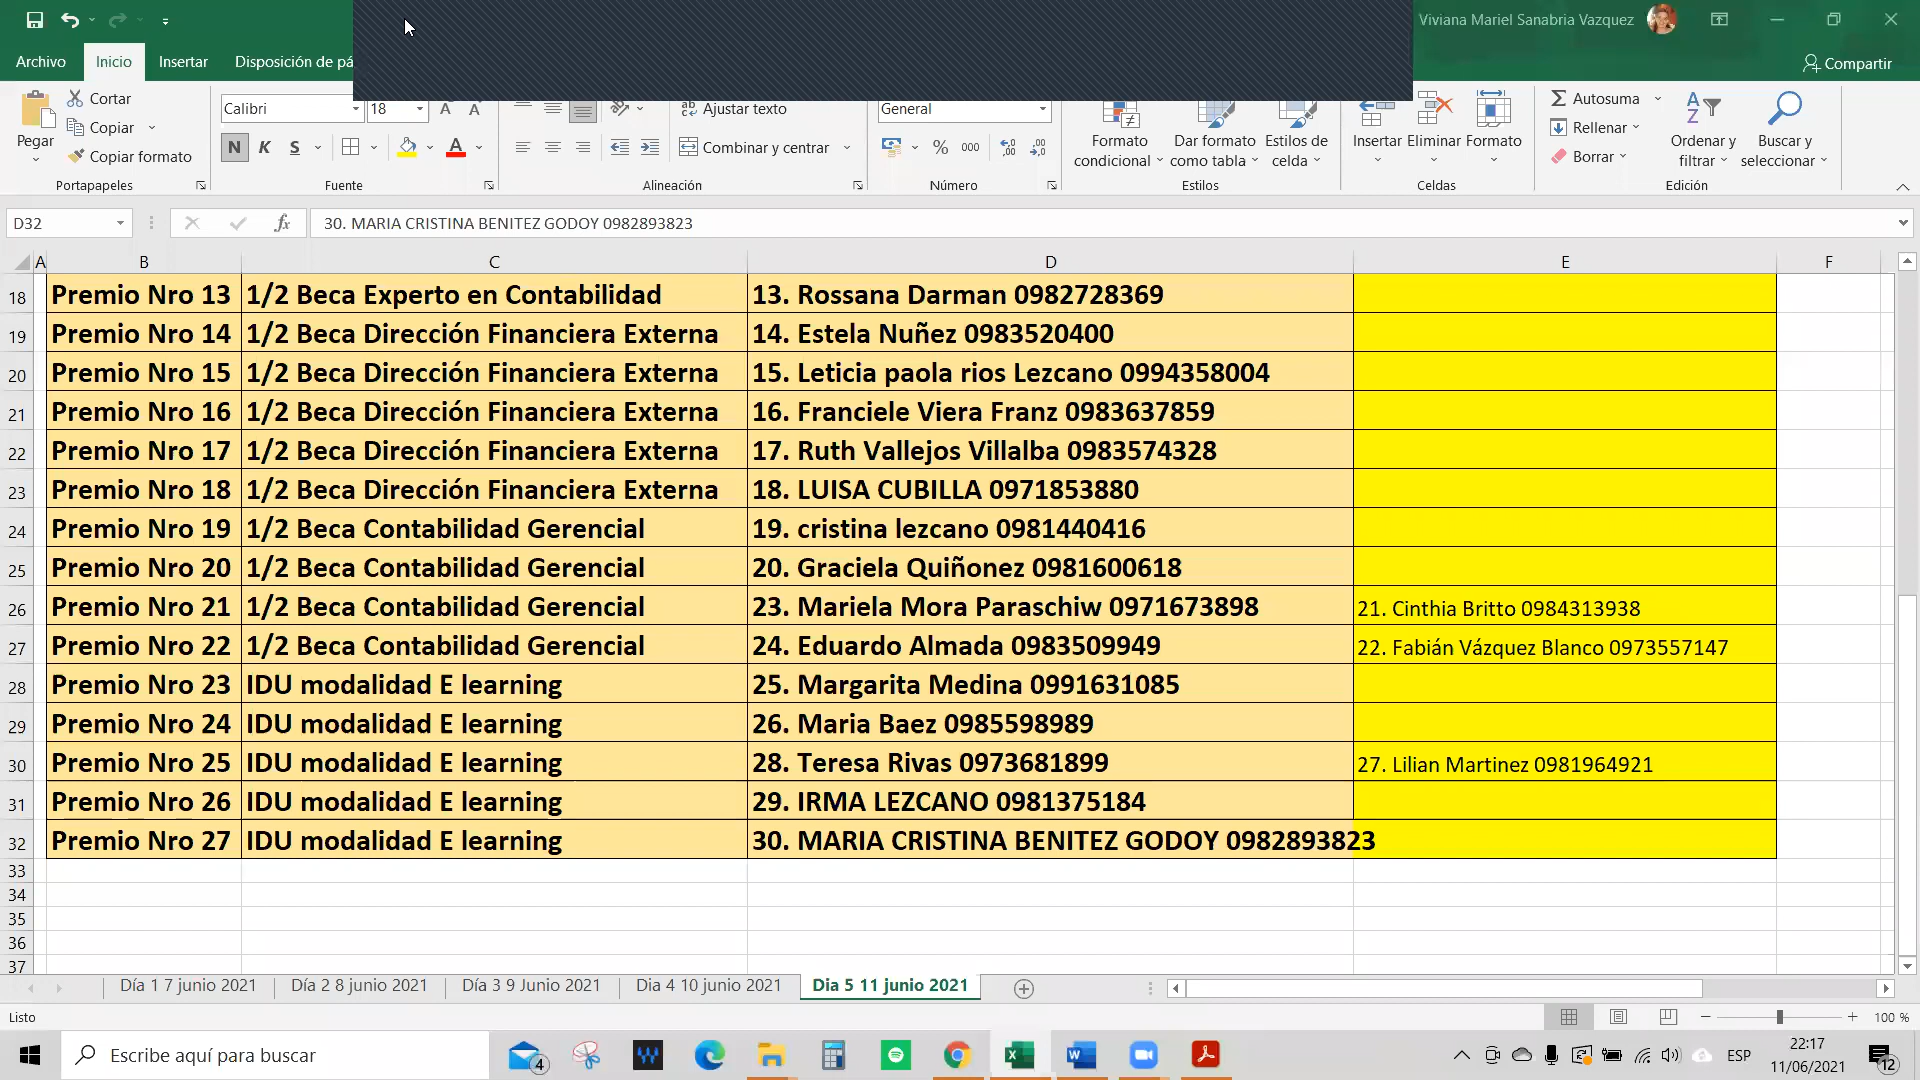 Viviana Mariel Sanabria Vazquez
Archivo Inicio Insertar Disposición de pá Compartir
Cortar
Copiar
Copiar formato
Pegar
Portapapeles
Calibri 18
N K S
Fuente
Ajustar texto
Combinar y centrar
Alineación
General
% 000
Número
Formato condicional
Dar formato como tabla
Estilos de celda
Estilos
Insertar Eliminar Formato
Celdas
Autosuma
Rellenar
Borrar
Ordenar y filtrar
Buscar y seleccionar
Edición
D32 fx 30. MARIA CRISTINA BENITEZ GODOY 0982893823
A B C D E F
18 Premio Nro 13 1/2 Beca Experto en Contabilidad 13. Rossana Darman 0982728369
19 Premio Nro 14 1/2 Beca Dirección Financiera Externa 14. Estela Nuñez 0983520400
20 Premio Nro 15 1/2 Beca Dirección Financiera Externa 15. Leticia paola rios Lezcano 0994358004
21 Premio Nro 16 1/2 Beca Dirección Financiera Externa 16. Franciele Viera Franz 0983637859
22 Premio Nro 17 1/2 Beca Dirección Financiera Externa 17. Ruth Vallejos Villalba 0983574328
23 Premio Nro 18 1/2 Beca Dirección Financiera Externa 18. LUISA CUBILLA 0971853880
24 Premio Nro 19 1/2 Beca Contabilidad Gerencial 19. cristina lezcano 0981440416
25 Premio Nro 20 1/2 Beca Contabilidad Gerencial 20. Graciela Quiñonez 0981600618
26 Premio Nro 21 1/2 Beca Contabilidad Gerencial 23. Mariela Mora Paraschiw 0971673898 21. Cinthia Britto 0984313938
27 Premio Nro 22 1/2 Beca Contabilidad Gerencial 24. Eduardo Almada 0983509949 22. Fabián Vázquez Blanco 0973557147
28 Premio Nro 23 IDU modalidad E learning 25. Margarita Medina 0991631085
29 Premio Nro 24 IDU modalidad E learning 26. Maria Baez 0985598989
30 Premio Nro 25 IDU modalidad E learning 28. Teresa Rivas 0973681899 27. Lilian Martinez 0981964921
31 Premio Nro 26 IDU modalidad E learning 29. IRMA LEZCANO 0981375184
32 Premio Nro 27 IDU modalidad E learning 30. MARIA CRISTINA BENITEZ GODOY 0982893823
33
34
35
36
37
Día 1 7 junio 2021 Día 2 8 junio 2021 Día 3 9 Junio 2021 Dia 4 10 junio 2021 Dia 5 11 junio 2021
Listo 100 %
Escribe aquí para buscar 4 ESP 22:17
11/06/2021 12